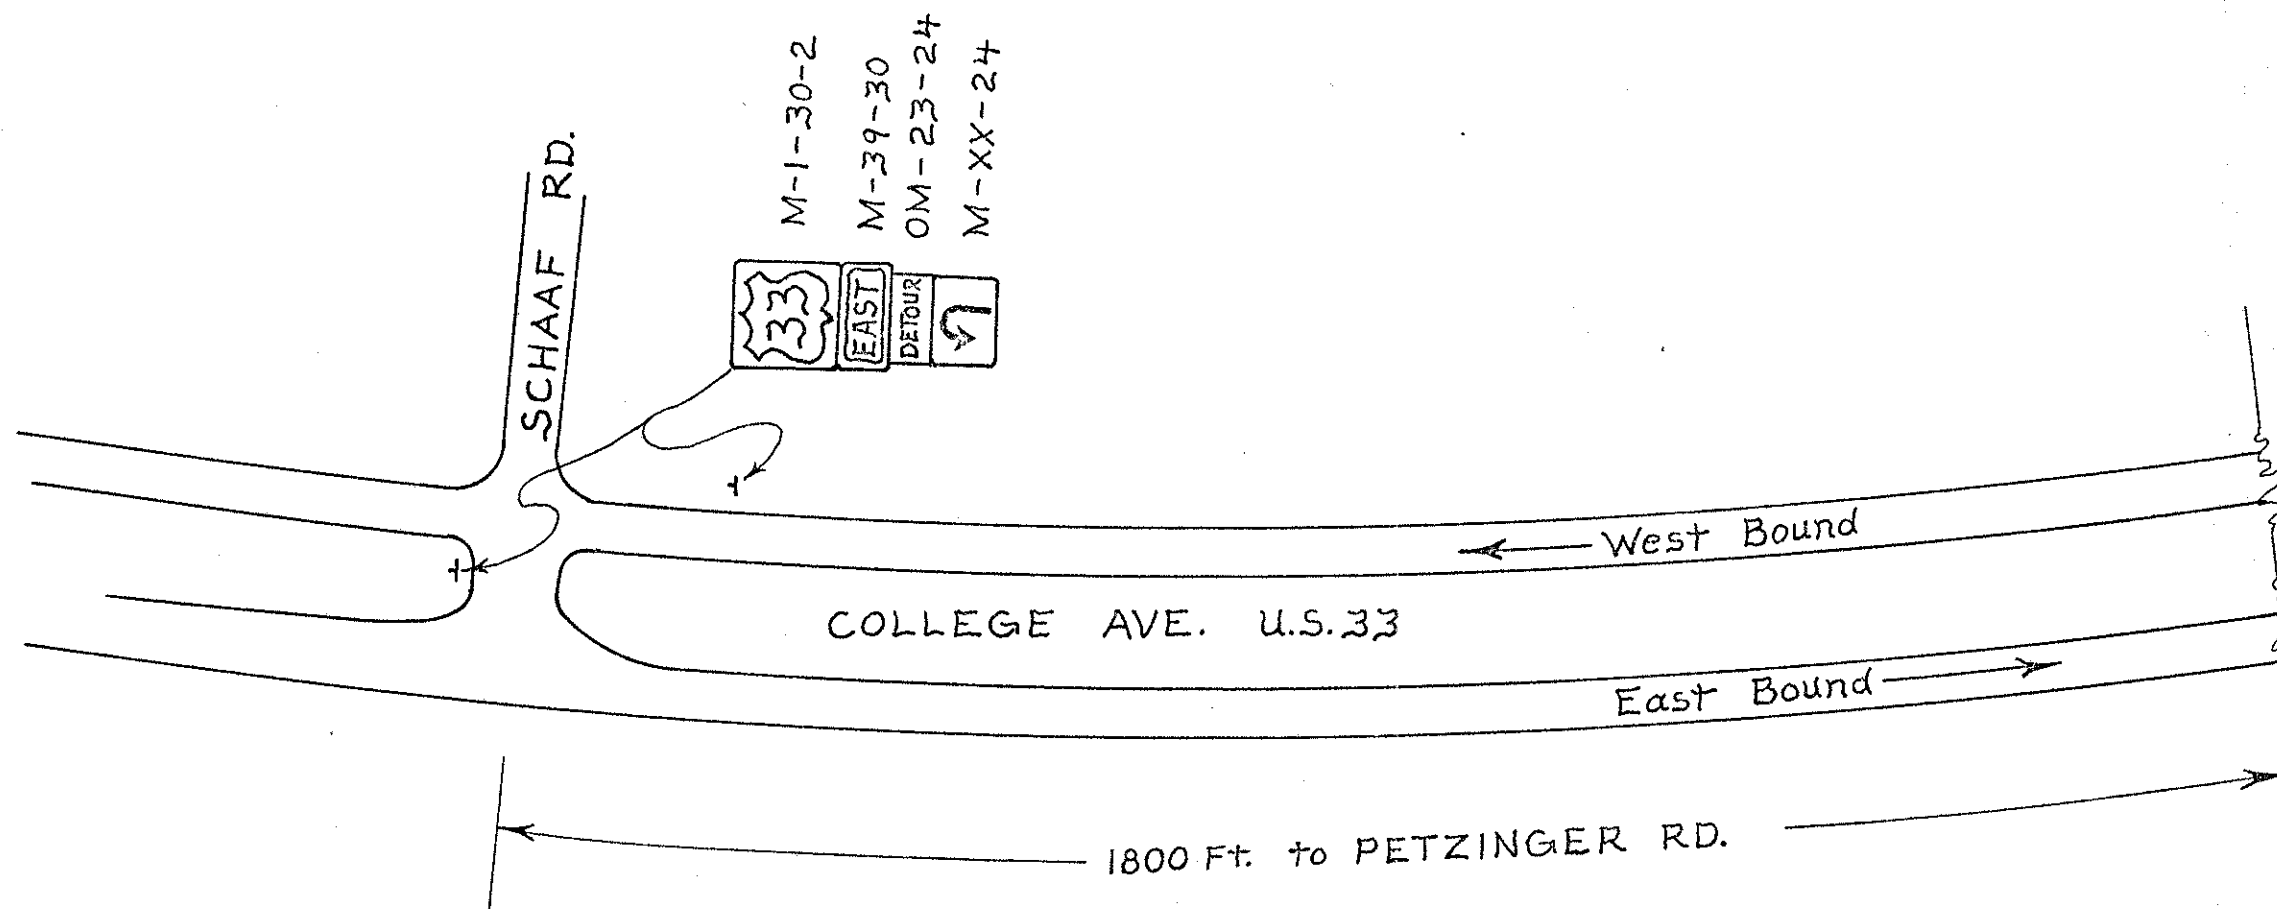 M-1-30-2
M-39-30
OM-23-24
M-XX-24
SCHAAF RD.
33
EAST
DETOUR
West Bound
COLLEGE AVE. U.S.33
East Bound
1800 Ft. to PETZINGER RD.